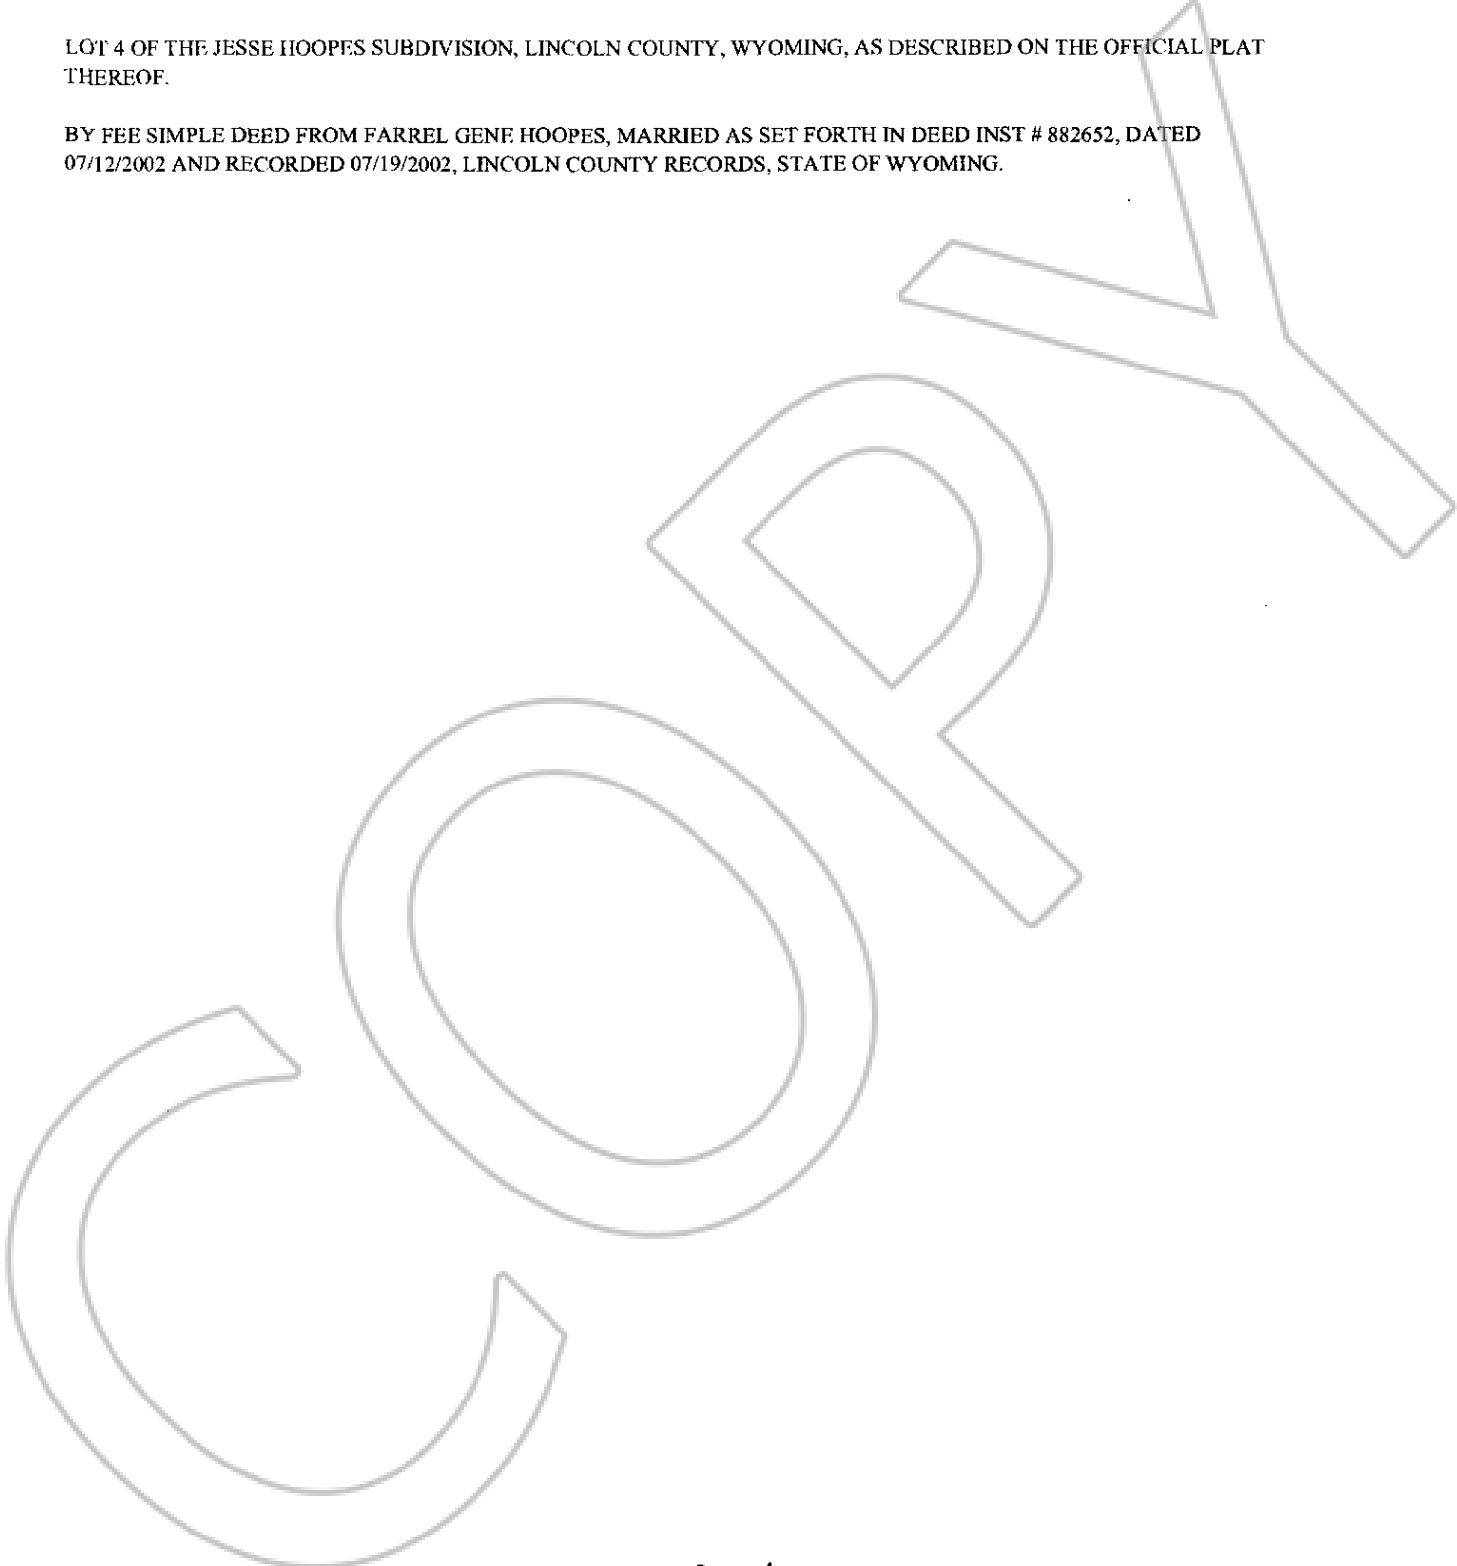 LOT 4 OF THE JESSE HOOPES SUBDIVISION, LINCOLN COUNTY, WYOMING, AS DESCRIBED ON THE OFFICIAL PLAT
THEREOF.
BY FEE SIMPLE DEED FROM FARREL GENE HOOPES, MARRIED AS SET FORTH IN DEED INST # 882652, DATED
07/12/2002 AND RECORDED 07/19/2002, LINCOLN COUNTY RECORDS, STATE OF WYOMING.
COPY